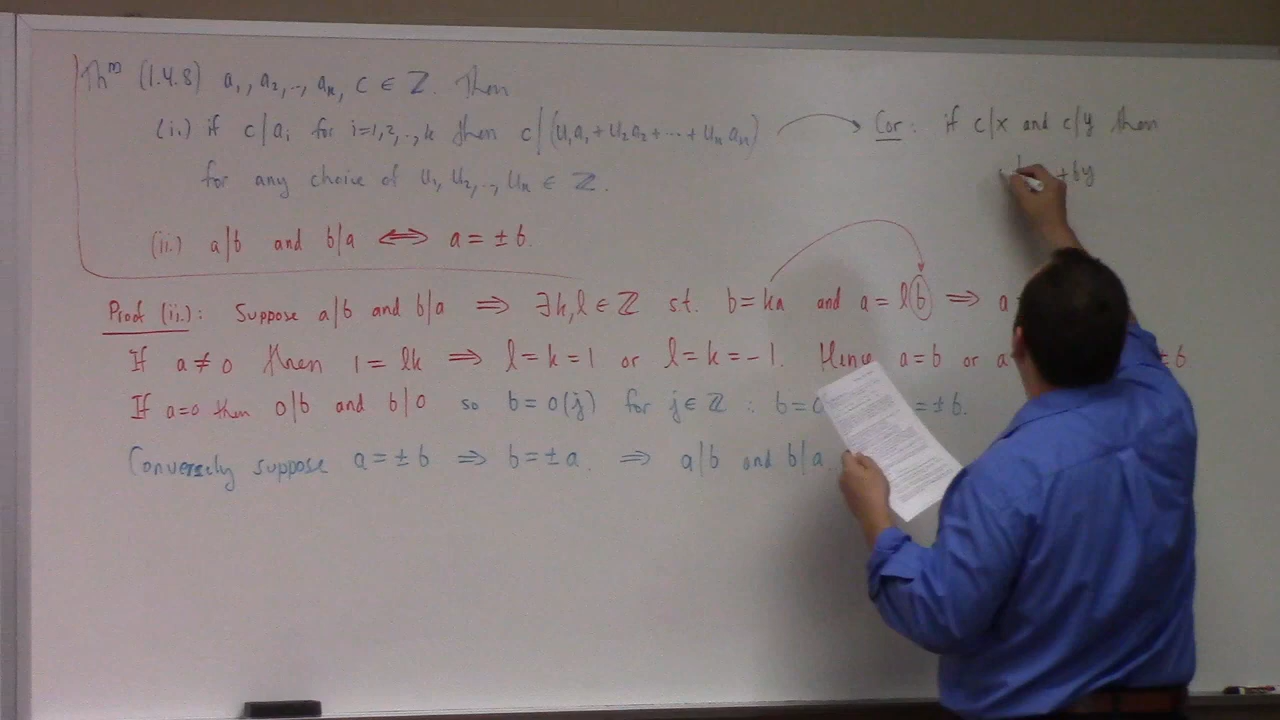 Thᵐ (1.4.8) a₁, a₂, .., aₙ, c ∈ ℤ. Then
(i.) if c|aᵢ for i=1,2,..,k then c|(u₁a₁+u₂a₂+⋯+uₙaₙ)
for any choice of u₁, u₂, .., uₙ ∈ ℤ.
Cor: if c|x and c|y then
+by
(ii.) a|b and b|a ⟺ a = ±b.
Proof (ii.): Suppose a|b and b|a ⟹ ∃k,l ∈ ℤ s.t. b=ka and a=lb ⟹ a
If a≠0 then 1=lk ⟹ l=k=1 or l=k=-1. Hence a=b or a ±b
If a=0 then 0|b and b|0 so b=0(j) for j∈ℤ ∴ b=0 =±b.
Conversely suppose a=±b ⟹ b=±a. ⟹ a|b and b|a